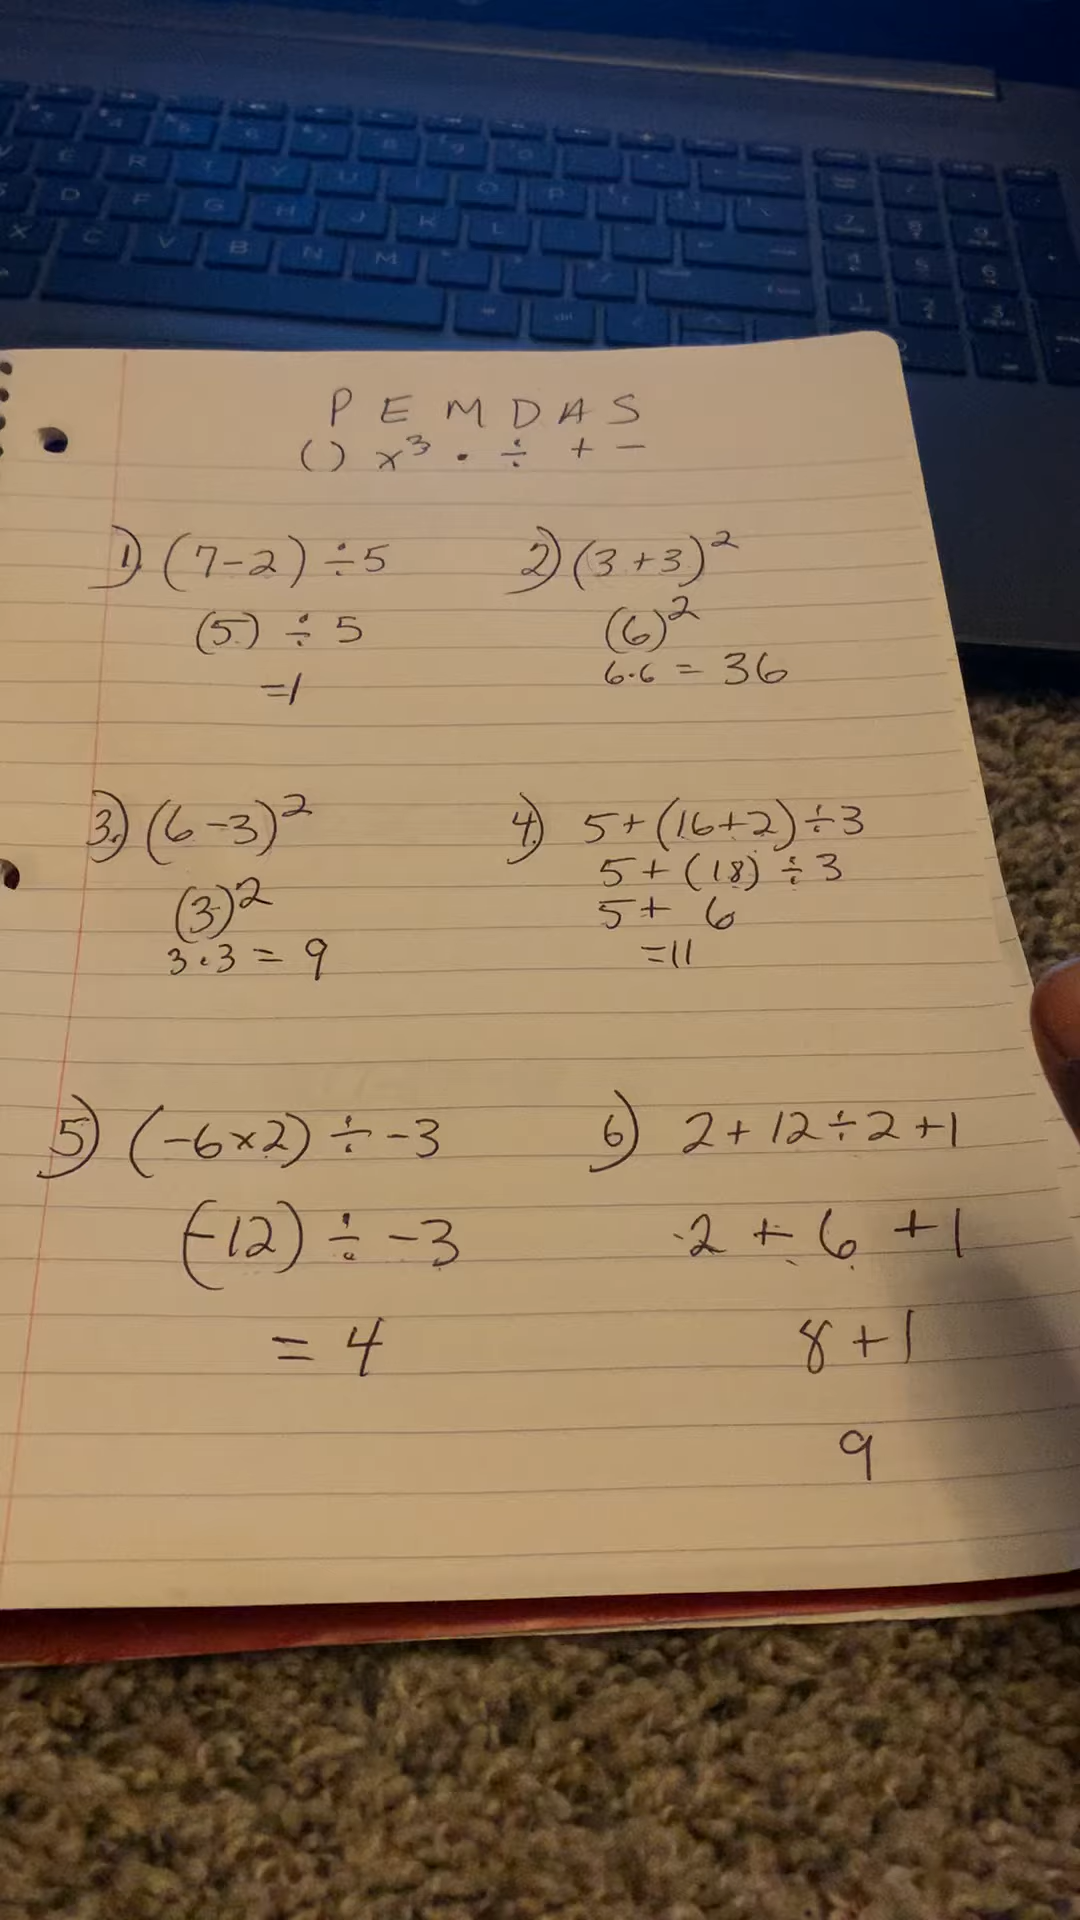 P E M D A S
() x³ • ÷ + −
1) (7-2) ÷5
(5) ÷ 5
=1
2) (3+3)²
(6)²
6·6 = 36
3.) (6-3)²
(3)²
3·3 = 9
4) 5+(16+2)÷3
5+(18)÷3
5+ 6
=11
5) (-6×2) ÷ -3
(-12) ÷ -3
= 4
6) 2+12÷2+1
2 + 6 +1
8+1
9